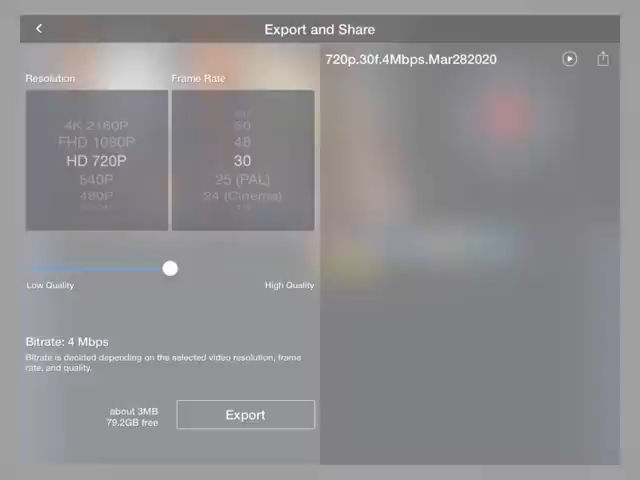 Export and Share
720p.30f.4Mbps.Mar282020
Resolution
Frame Rate
4K 2160P
FHD 1080P
HD 720P
540P
480P
50
48
30
25 (PAL)
24 (Cinema)
Low Quality
High Quality
Bitrate: 4 Mbps
Bitrate is decided depending on the selected video resolution, frame
rate, and quality.
about 3MB
79.2GB free
Export